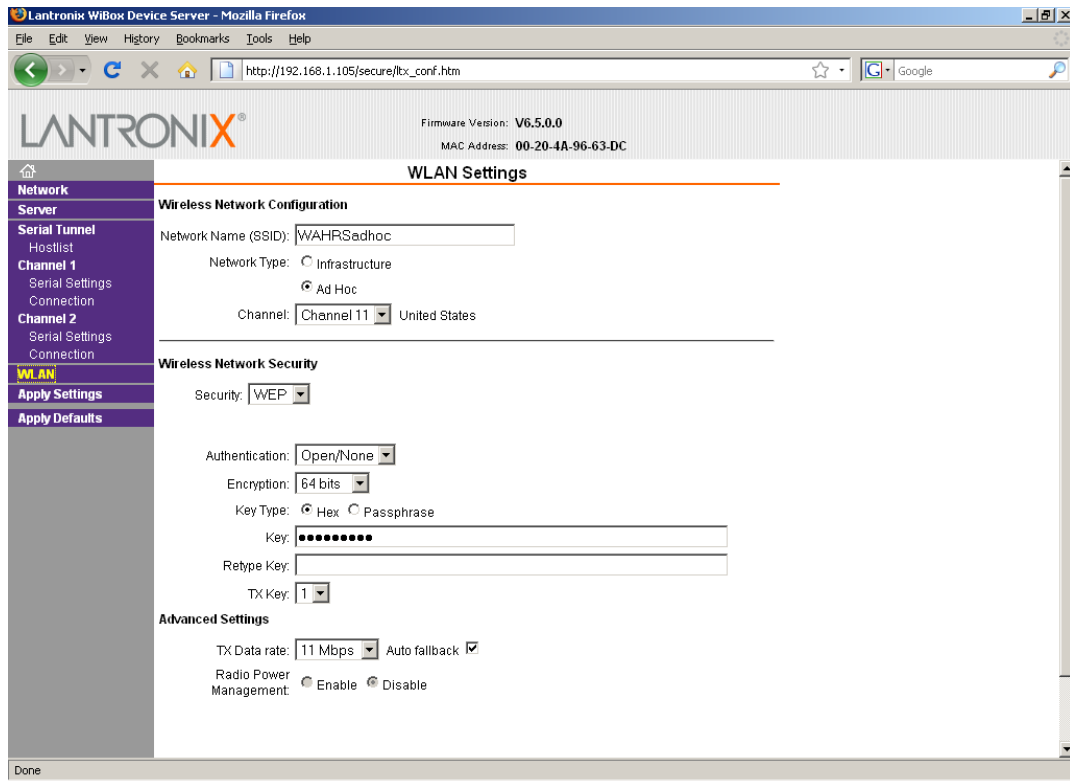 Lantronix WiBox Device Server - Mozilla Firefox
File Edit View History Bookmarks Tools Help
http://192.168.1.105/secure/ltx_conf.htm
G Google
LANTRONIX®
Firmware Version: V6.5.0.0
MAC Address: 00-20-4A-96-63-DC
Network
Server
Serial Tunnel
Hostlist
Channel 1
Serial Settings
Connection
Channel 2
Serial Settings
Connection
WLAN
Apply Settings
Apply Defaults
WLAN Settings
Wireless Network Configuration
Network Name (SSID): WAHRSadhoc
Network Type: Infrastructure
Ad Hoc
Channel: Channel 11 United States
Wireless Network Security
Security: WEP
Authentication: Open/None
Encryption: 64 bits
Key Type: Hex Passphrase
Key: ●●●●●●●●●
Retype Key:
TX Key: 1
Advanced Settings
TX Data rate: 11 Mbps Auto fallback
Radio Power
Management: Enable Disable
Done